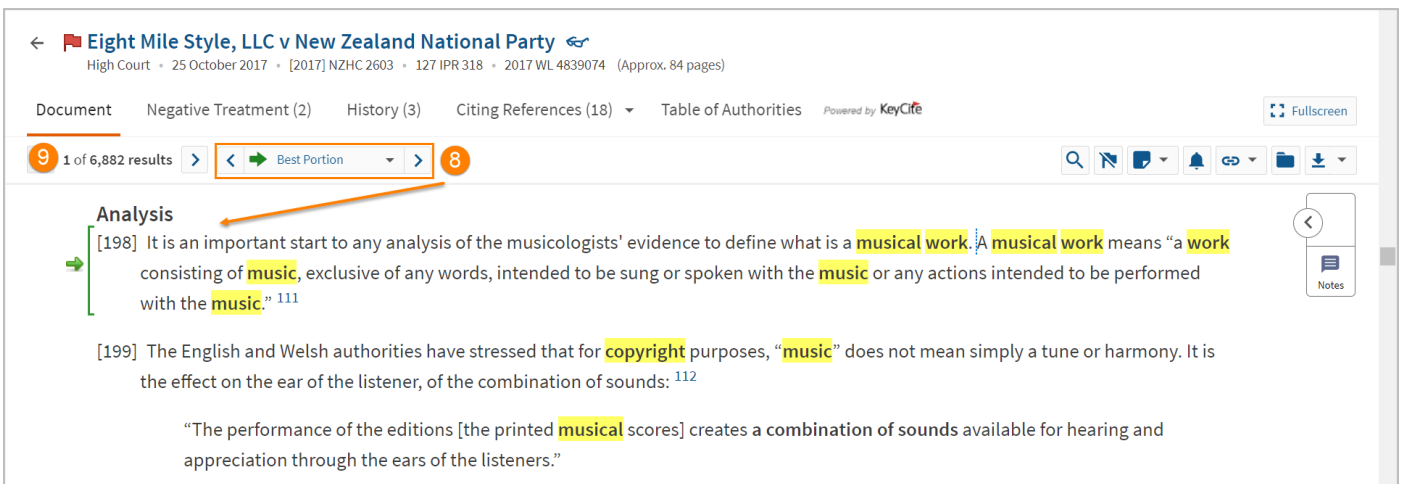 Eight Mile Style, LLC v New Zealand National Party
High Court • 25 October 2017 • [2017] NZHC 2603 • 127 IPR 318 • 2017 WL 4839074 (Approx. 84 pages)
Document Negative Treatment (2) History (3) Citing References (18) Table of Authorities Powered by KeyCite Fullscreen
9 1 of 6,882 results Best Portion 8
Analysis
[198] It is an important start to any analysis of the musicologists' evidence to define what is a musical work. A musical work means “a work
consisting of music, exclusive of any words, intended to be sung or spoken with the music or any actions intended to be performed
with the music.” 111
Notes
[199] The English and Welsh authorities have stressed that for copyright purposes, “music” does not mean simply a tune or harmony. It is
the effect on the ear of the listener, of the combination of sounds: 112
“The performance of the editions [the printed musical scores] creates a combination of sounds available for hearing and
appreciation through the ears of the listeners.”